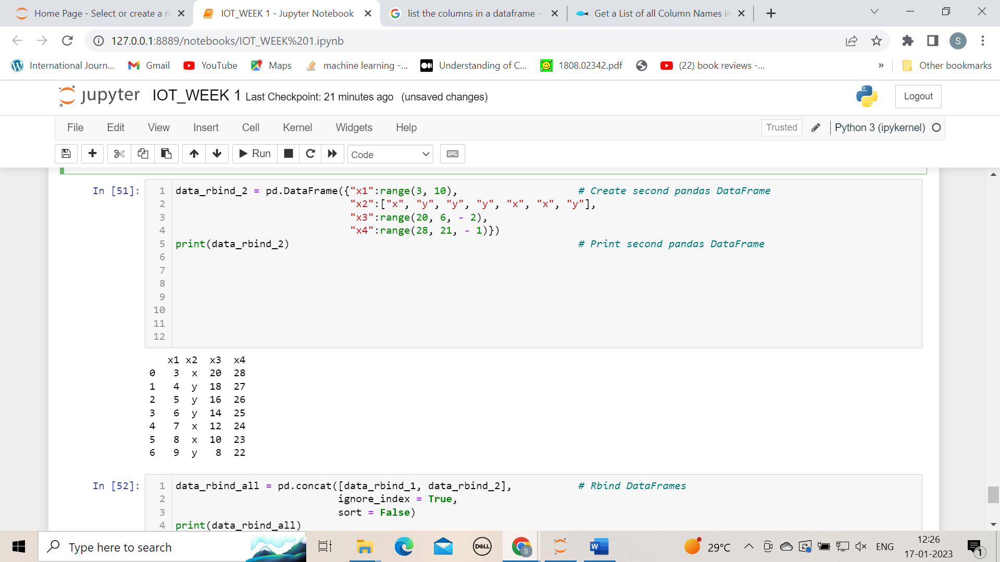 Home Page - Select or create a n
IOT_WEEK 1 - Jupyter Notebook
list the columns in a dataframe -
Get a List of all Column Names in
127.0.0.1:8889/notebooks/IOT_WEEK%201.ipynb
S
International Journ...
Gmail
YouTube
Maps
machine learning -...
Understanding of C...
1808.02342.pdf
(22) book reviews -...
»
Other bookmarks
jupyter
IOT_WEEK 1 Last Checkpoint: 21 minutes ago (unsaved changes)
Logout
File Edit View Insert Cell Kernel Widgets Help
Trusted
Python 3 (ipykernel)
Run
Code
In [51]:
1 data_rbind_2 = pd.DataFrame({"x1":range(3, 10), # Create second pandas DataFrame
2 "x2":["x", "y", "y", "y", "x", "x", "y"],
3 "x3":range(20, 6, - 2),
4 "x4":range(28, 21, - 1)})
5 print(data_rbind_2) # Print second pandas DataFrame
6
7
8
9
10
11
12
x1 x2 x3 x4
0 3 x 20 28
1 4 y 18 27
2 5 y 16 26
3 6 y 14 25
4 7 x 12 24
5 8 x 10 23
6 9 y 8 22
In [52]:
1 data_rbind_all = pd.concat([data_rbind_1, data_rbind_2], # Rbind DataFrames
2 ignore_index = True,
3 sort = False)
4 print(data_rbind_all)
Type here to search
DELL
S
W
29°C
ENG
12:26
17-01-2023
1